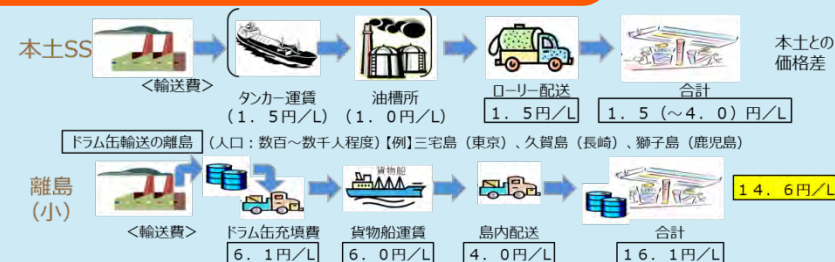 本土SS
<輸送費>
タンカー運賃
(1.5円/L)
油槽所
(1.0円/L)
ローリー配送
1.5円/L
合計
1.5(~4.0)円/L
本土との
価格差
ドラム缶輸送の離島 (人口:数百~数千人程度)【例】三宅島(東京)、久賀島(長崎)、獅子島(鹿児島)
離島
(小)
<輸送費>
ドラム缶充填費
6.1円/L
貨物船
貨物船運賃
6.0円/L
島内配送
4.0円/L
合計
16.1円/L
14.6円/L